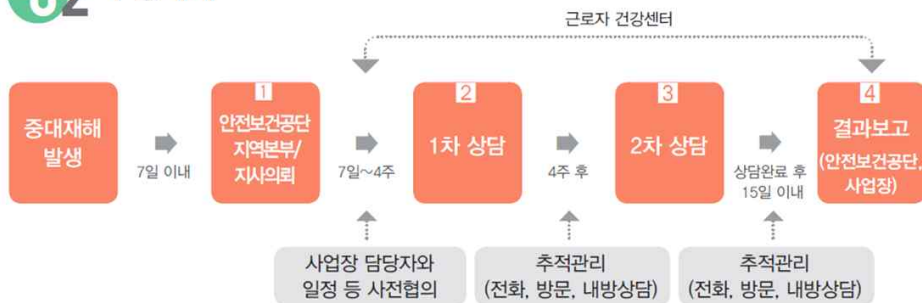 02
근로자 건강센터
중대재해
발생
7일 이내
1
안전보건공단
지역본부/
지사의뢰
7일~4주
2
1차 상담
4주 후
3
2차 상담
상담완료 후
15일 이내
4
결과보고
(안전보건공단,
사업장)
사업장 담당자와
일정 등 사전협의
추적관리
(전화, 방문, 내방상담)
추적관리
(전화, 방문, 내방상담)